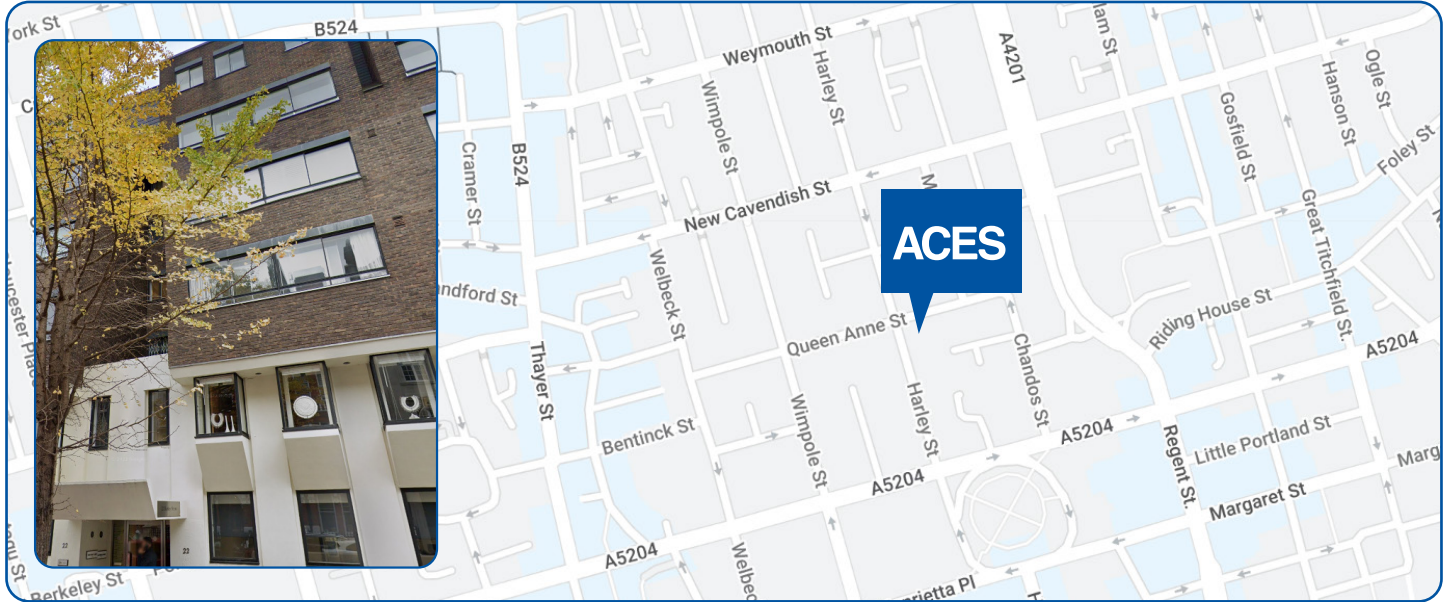 York St
B524
Weymouth St
A4201
Ogle St
Hanson St
Gosfield St
Foley St
Harley St
Wimpole St
Cramer St
B524
New Cavendish St
ACES
Great Titchfield St.
Welbeck St
Queen Anne St
Riding House St
Chandos St
A5204
Thayer St
Harley St
Wimpole St
Bentinck St
A5204
Regent St.
Little Portland St
A5204
Margaret St
A5204
22
Berkeley St